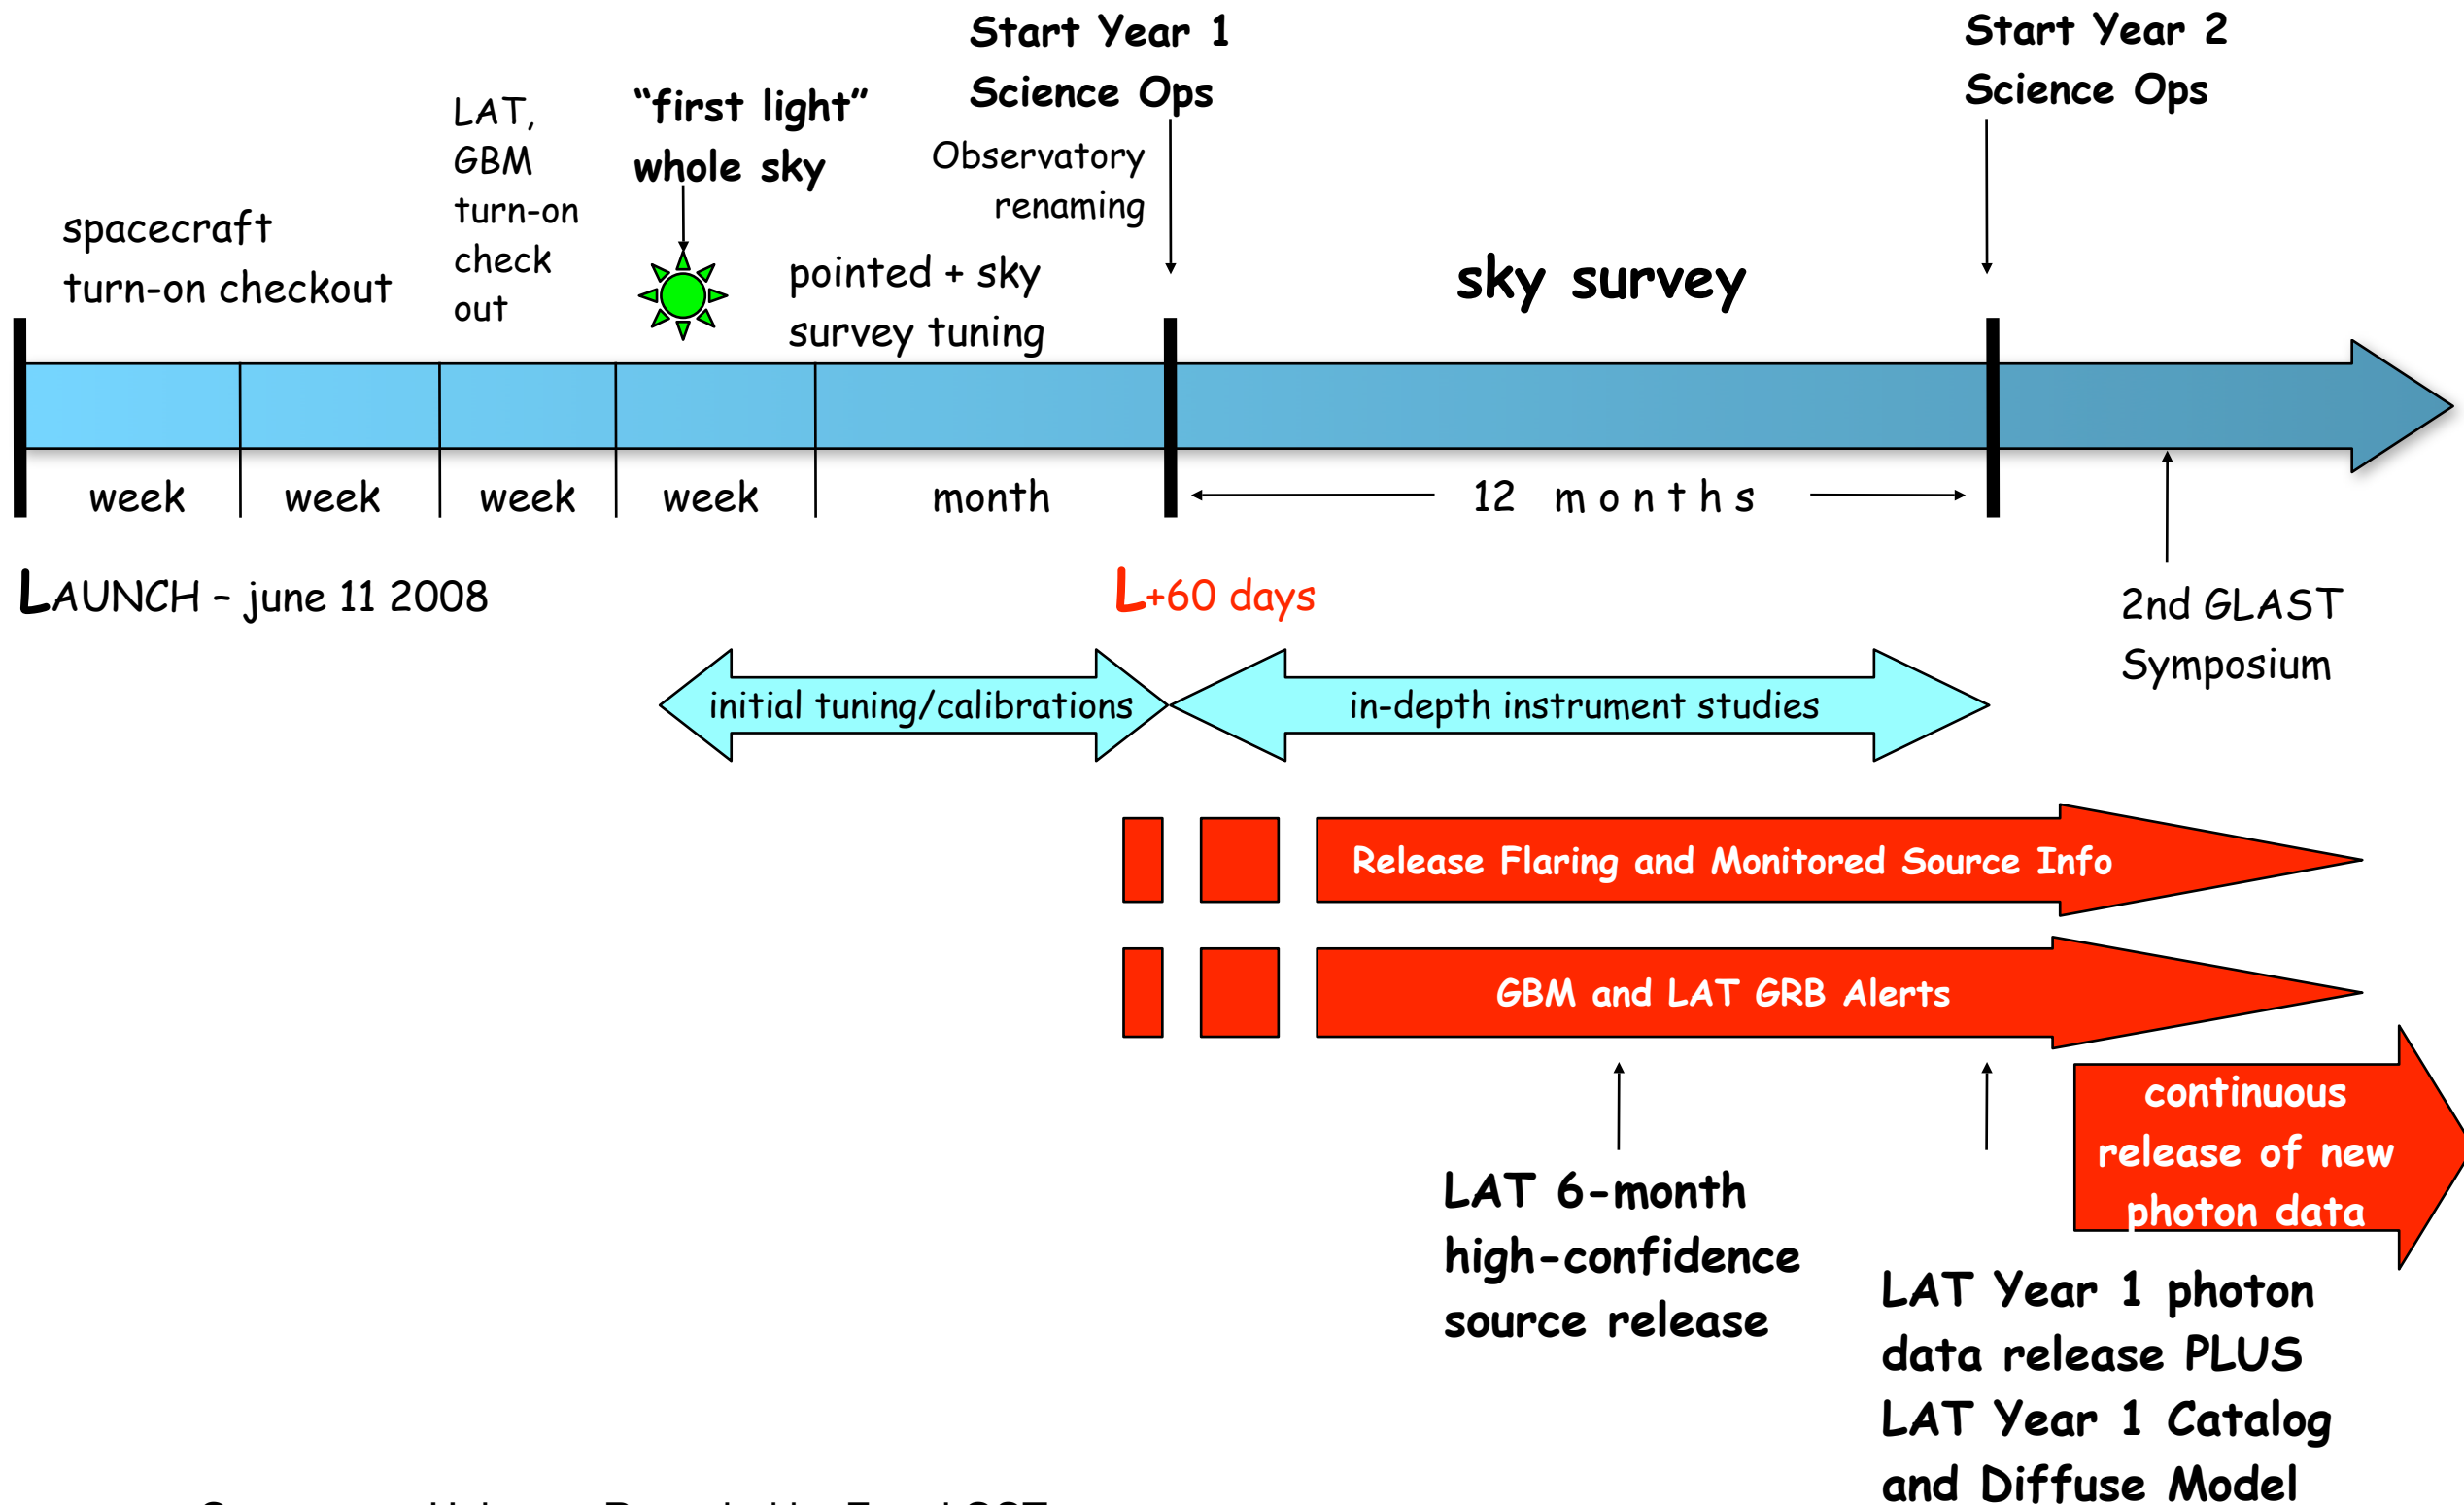 Start Year 1
Science Ops
Start Year 2
Science Ops
LAT,
GBM
turn-on
check
out
“first light”
whole sky
Observatory
renaming
spacecraft
turn-on checkout
pointed + sky
survey tuning
sky survey
week
week
week
week
month
12 months
LAUNCH – june 11 2008
L+60 days
2nd GLAST
Symposium
initial tuning/calibrations
in-depth instrument studies
Release Flaring and Monitored Source Info
GBM and LAT GRB Alerts
continuous
release of new
photon data
LAT 6-month
high-confidence
source release
LAT Year 1 photon
data release PLUS
LAT Year 1 Catalog
and Diffuse Model